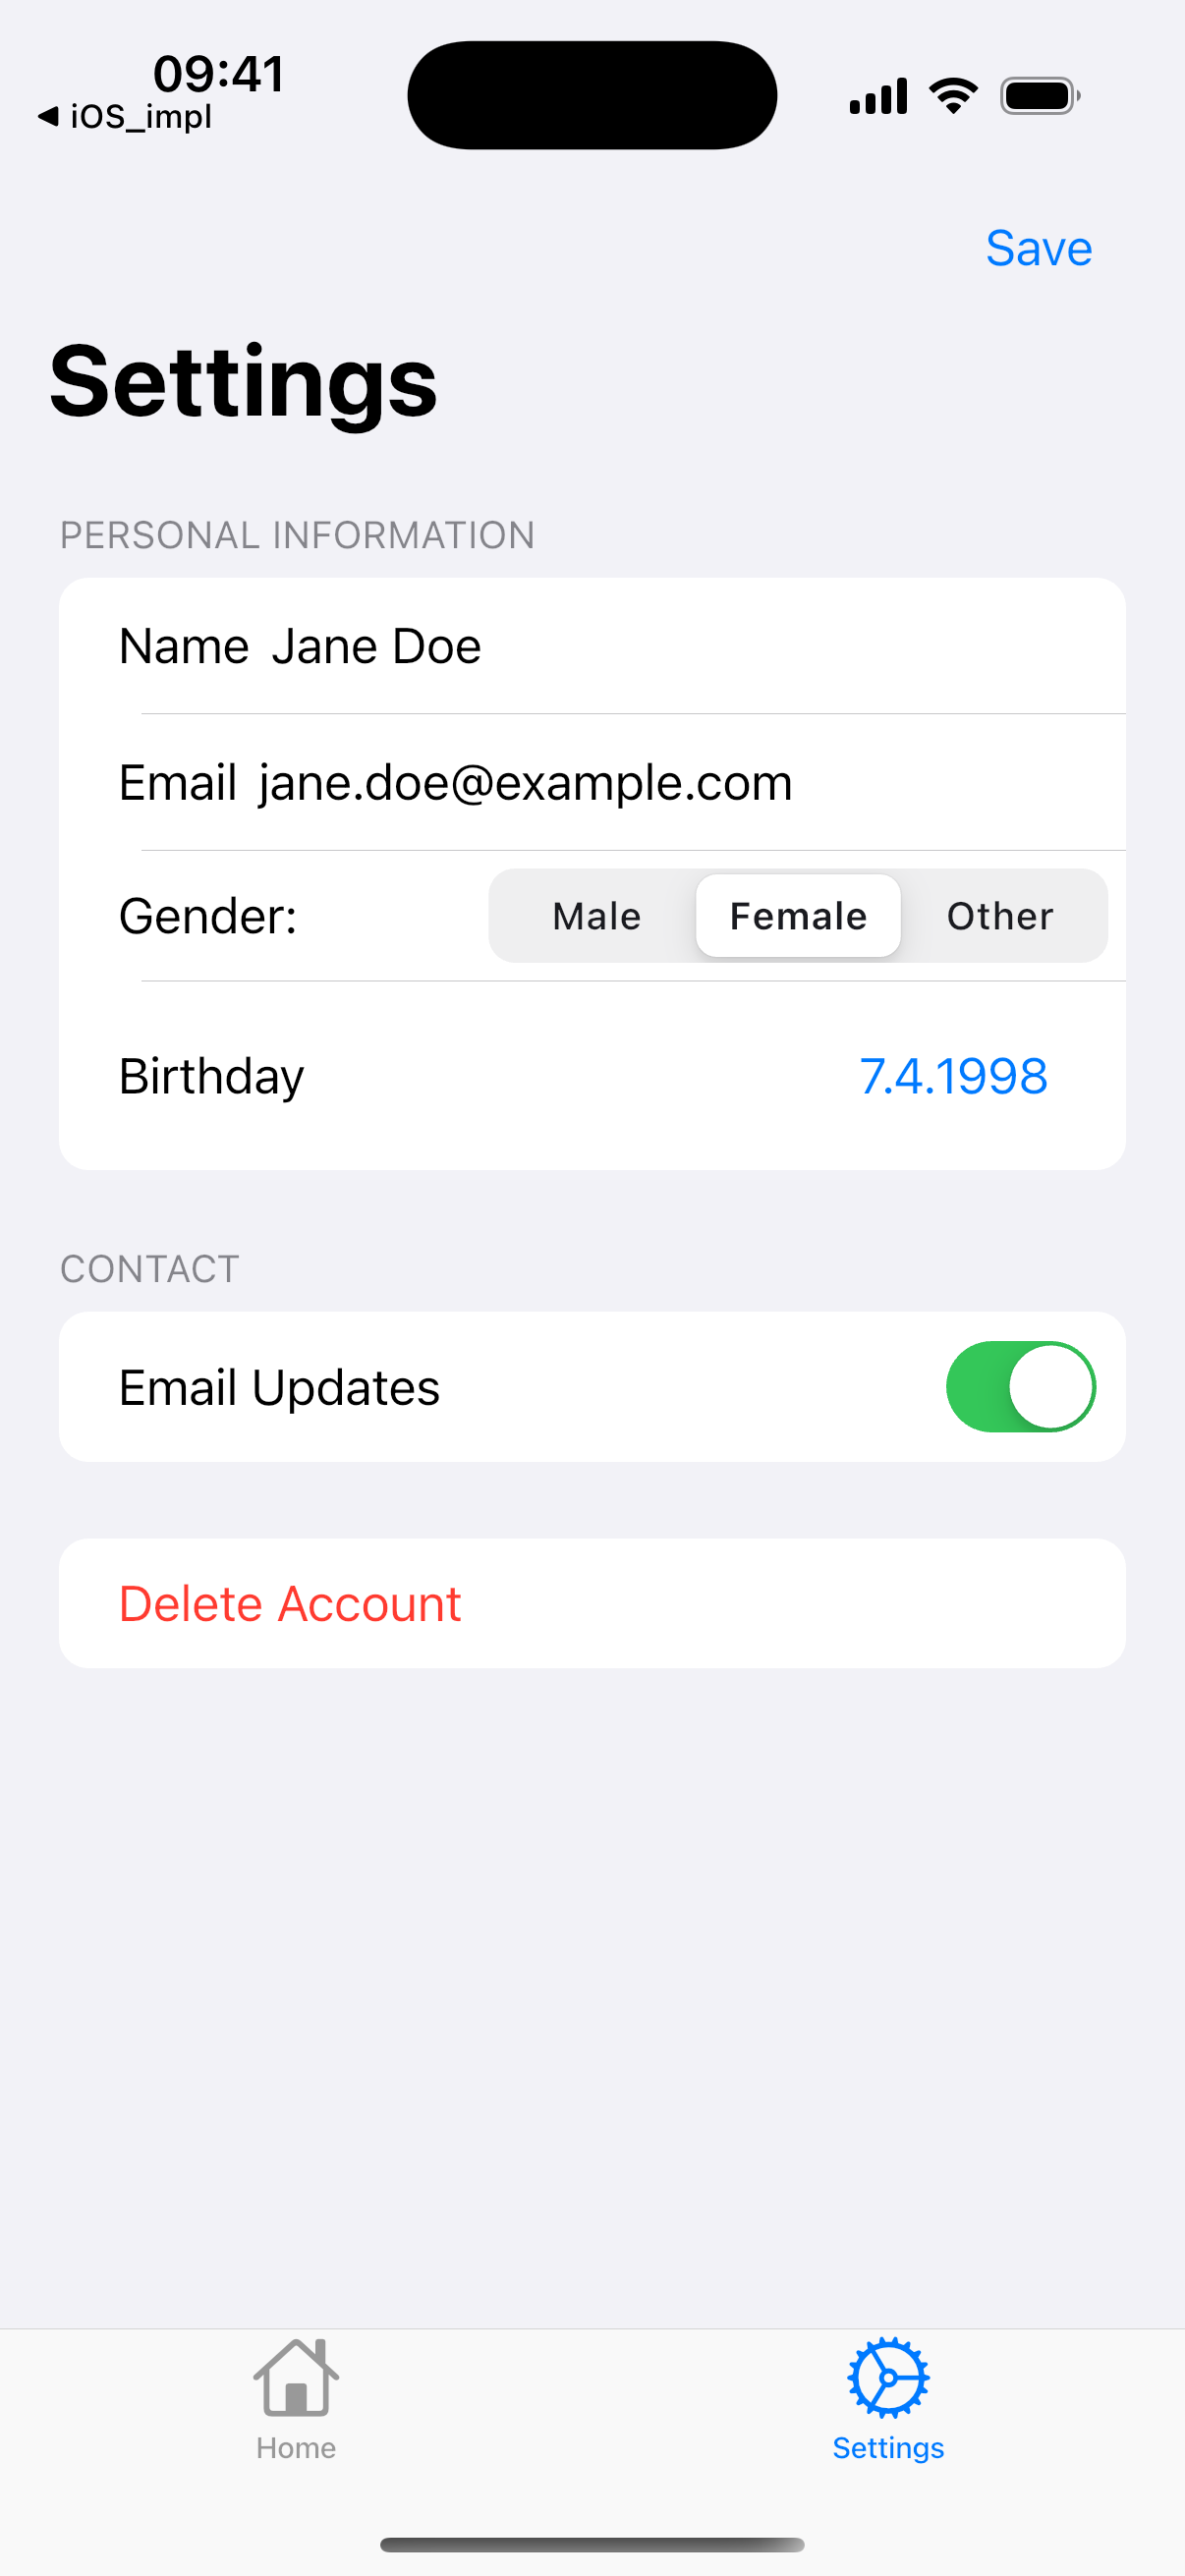 09:41
◀ iOS_impl
Save
Settings
PERSONAL INFORMATION
Name Jane Doe
Email jane.doe@example.com
Gender: Male Female Other
Birthday 7.4.1998
CONTACT
Email Updates
Delete Account
Home Settings